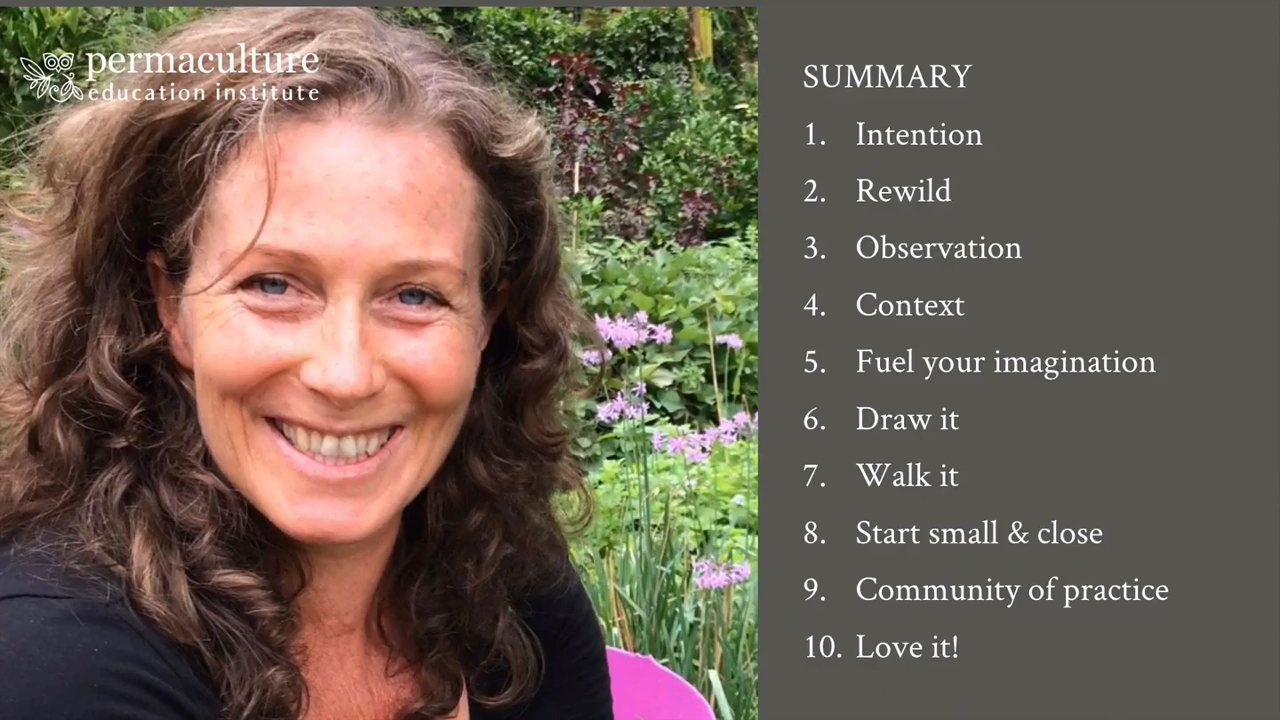 permaculture
education institute
SUMMARY
1. Intention
2. Rewild
3. Observation
4. Context
5. Fuel your imagination
6. Draw it
7. Walk it
8. Start small & close
9. Community of practice
10. Love it!